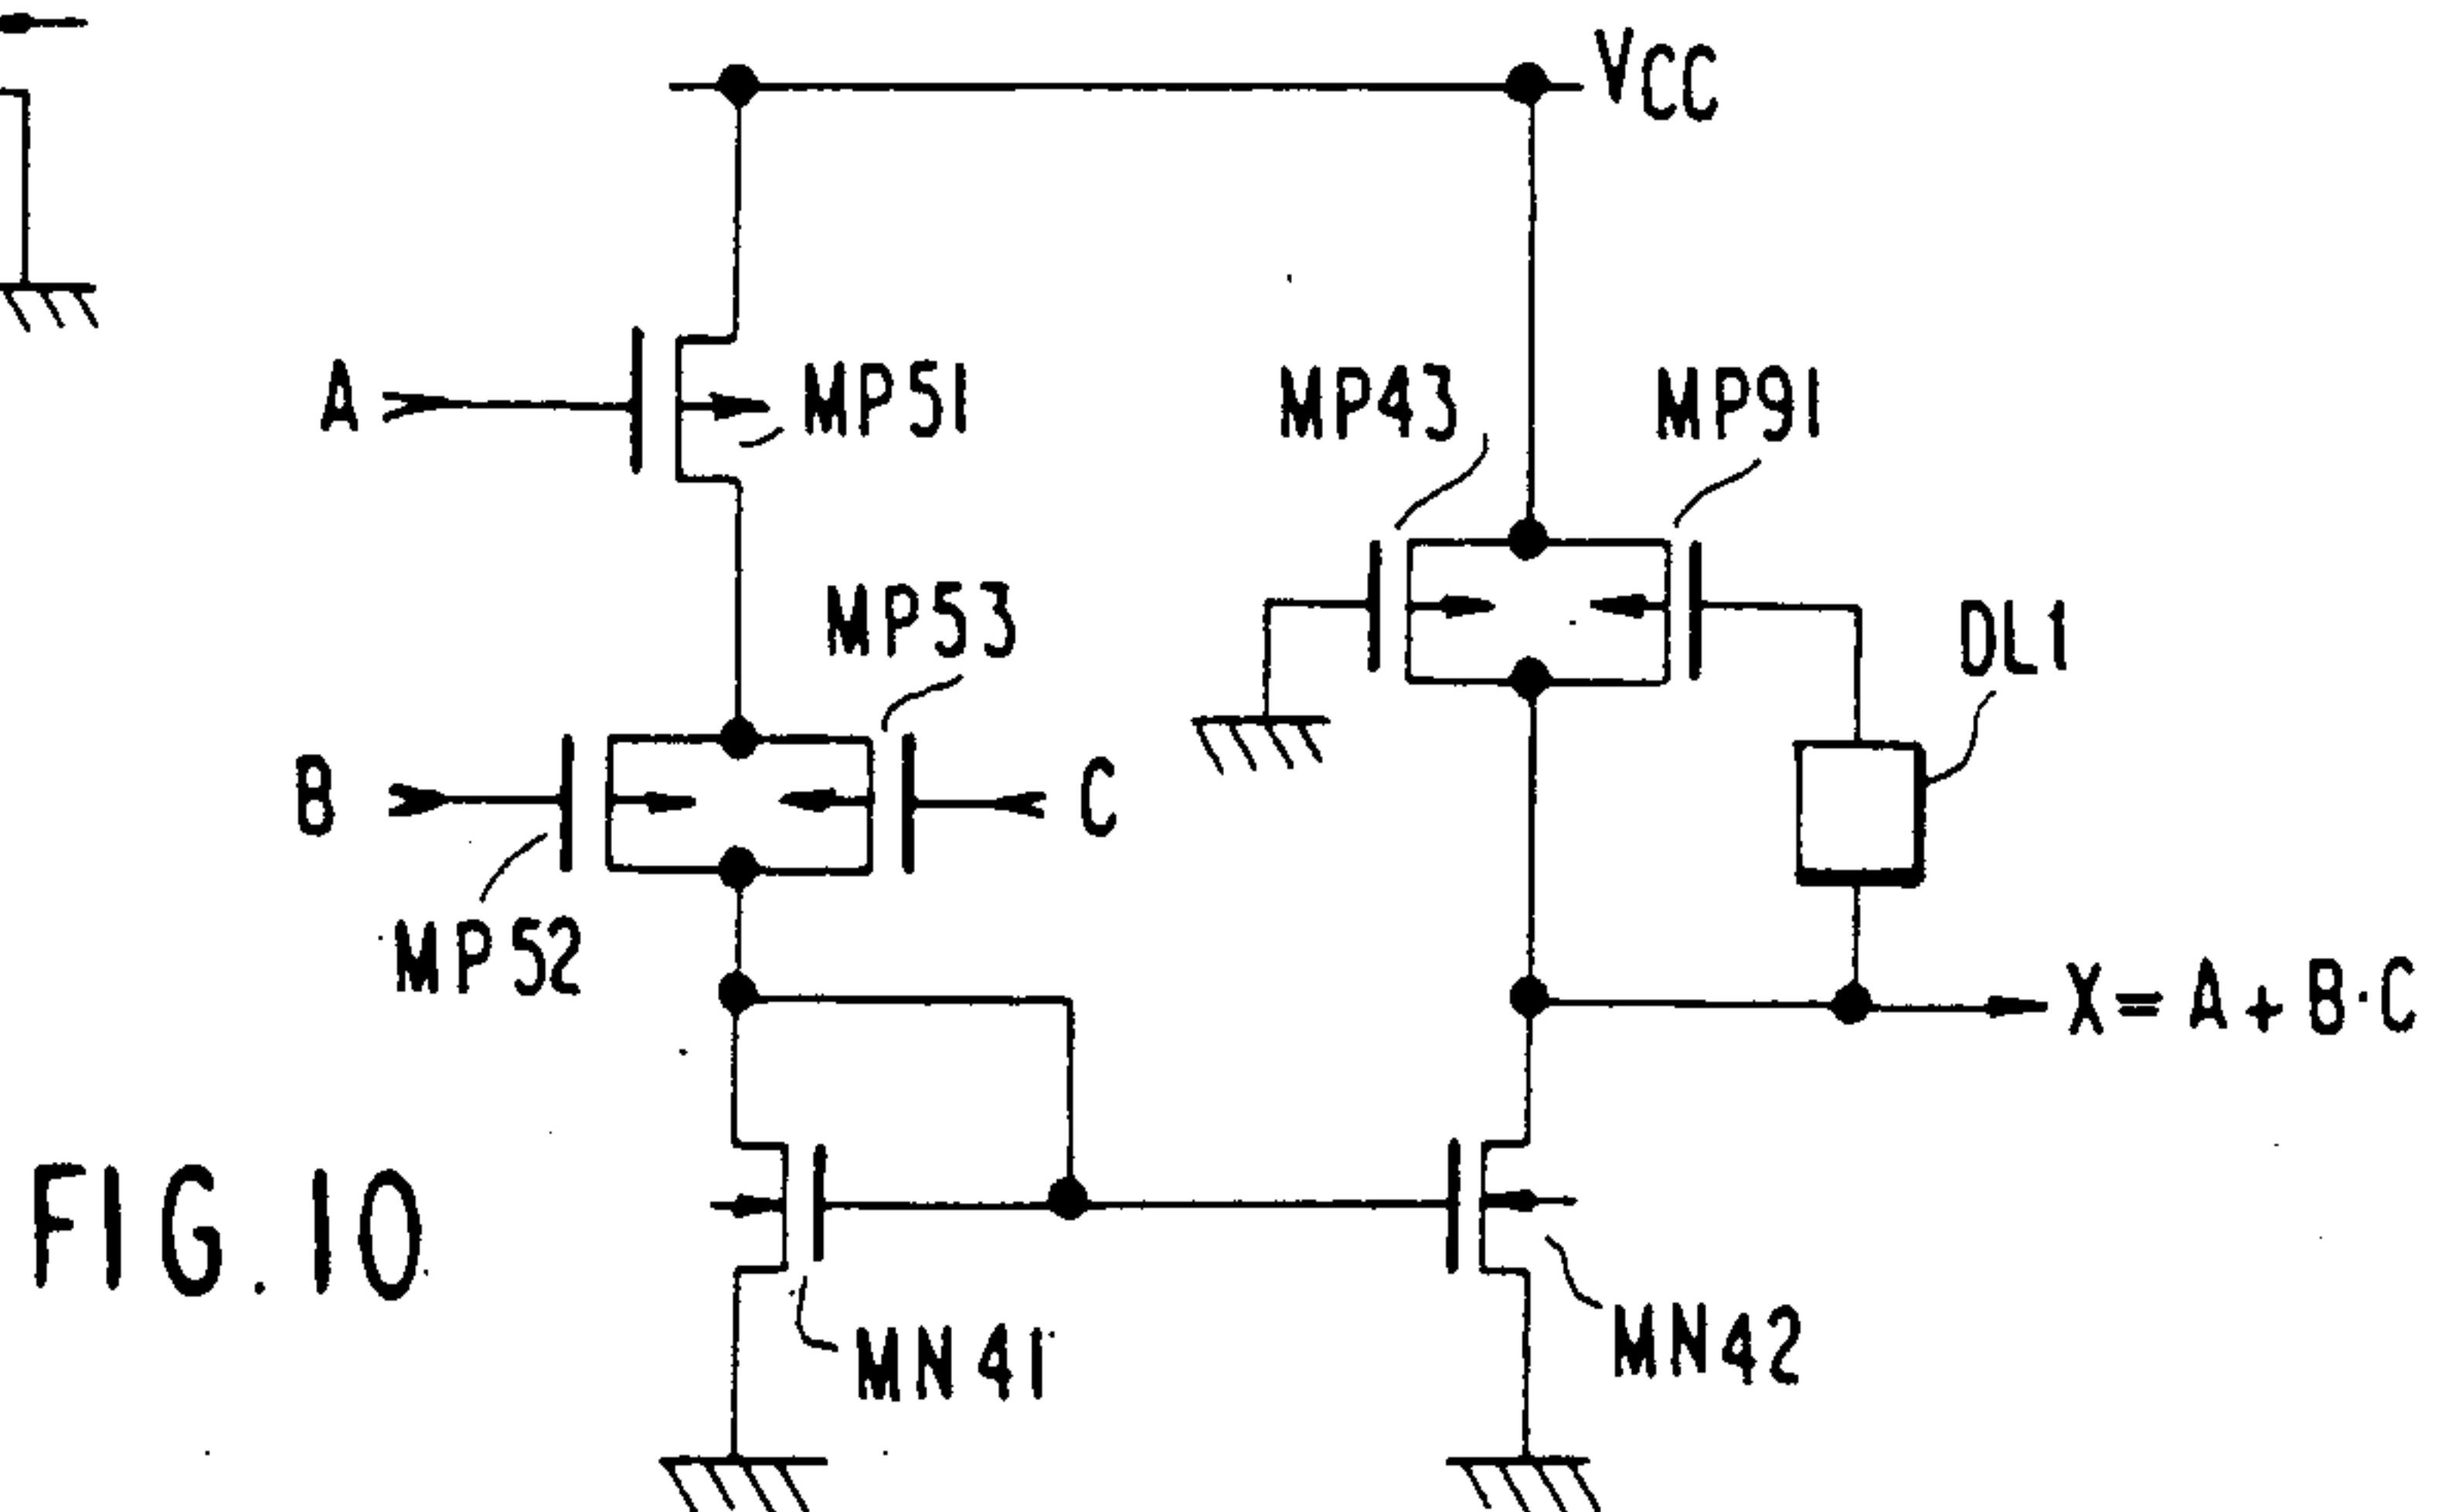 VCC
A
MP51
MP43
MP91
MP53
DL1
B
C
MP52
X = A + B·C
FIG. 10
MN41
MN42